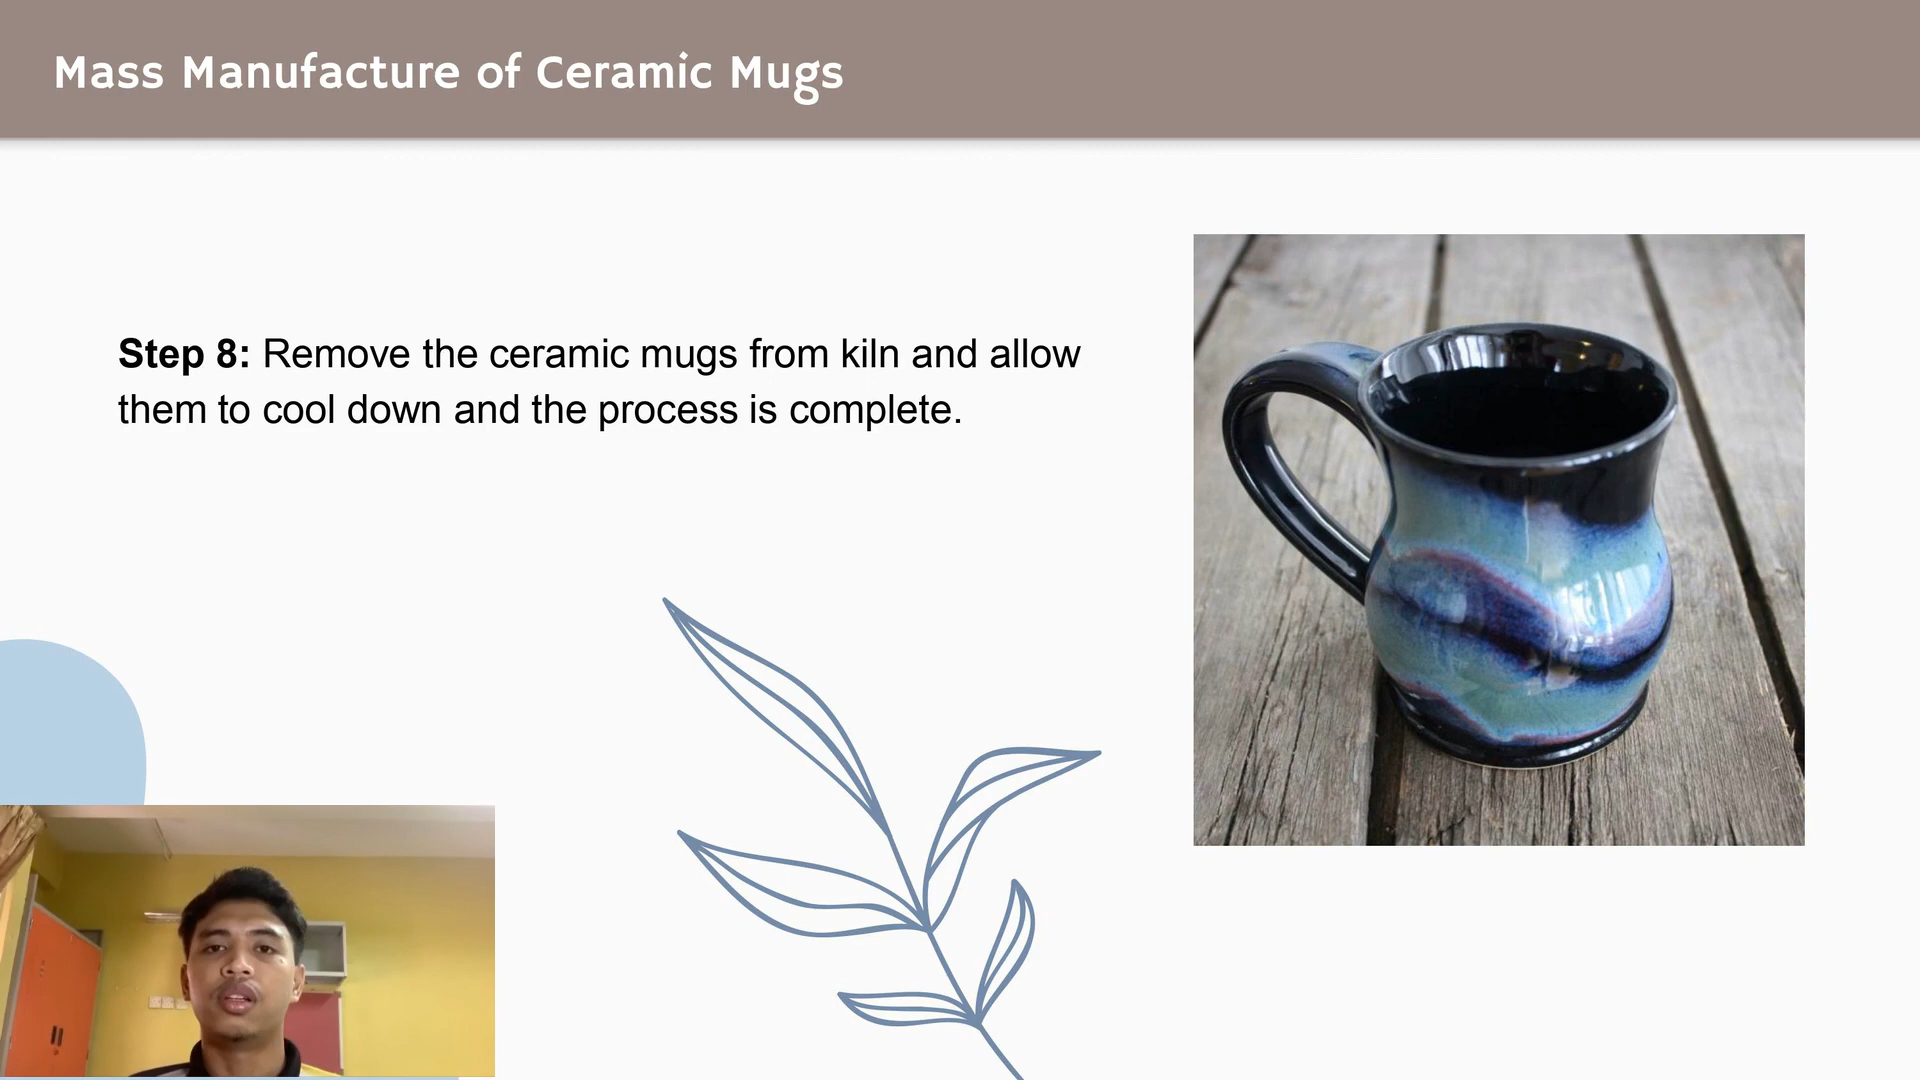 Mass Manufacture of Ceramic Mugs
Step 8: Remove the ceramic mugs from kiln and allow
them to cool down and the process is complete.